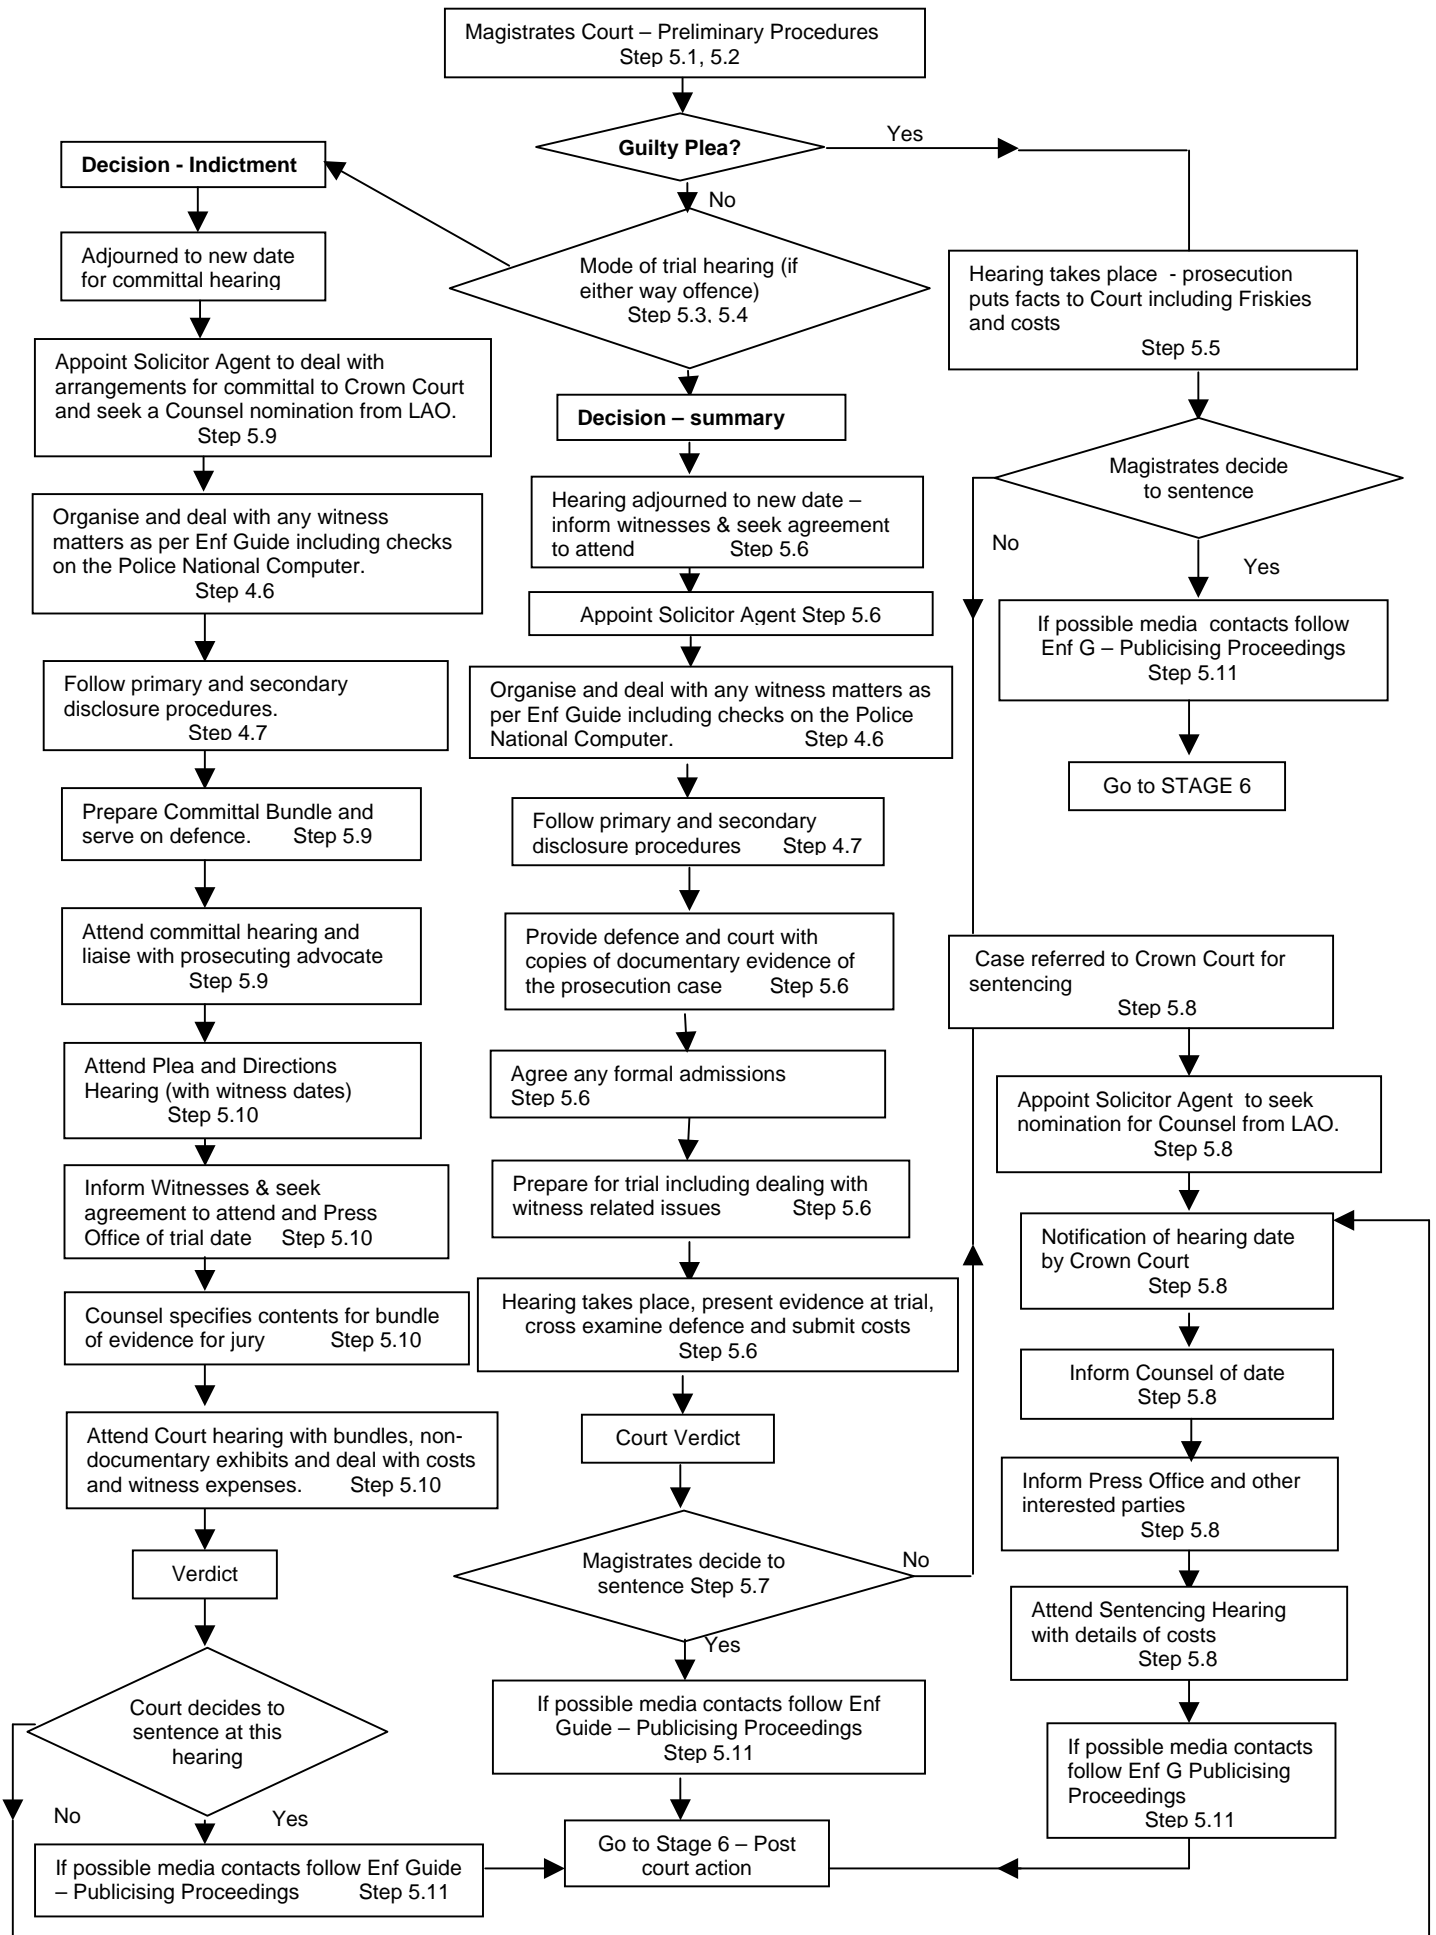 Magistrates Court – Preliminary Procedures
Step 5.1, 5.2
Guilty Plea?
Yes
No
Decision - Indictment
Adjourned to new date
for committal hearing
Mode of trial hearing (if
either way offence)
Step 5.3, 5.4
Hearing takes place - prosecution
puts facts to Court including Friskies
and costs
Step 5.5
Appoint Solicitor Agent to deal with
arrangements for committal to Crown Court
and seek a Counsel nomination from LAO.
Step 5.9
Decision – summary
Magistrates decide
to sentence
No
Yes
Organise and deal with any witness
matters as per Enf Guide including checks
on the Police National Computer.
Step 4.6
Hearing adjourned to new date –
inform witnesses & seek agreement
to attend Step 5.6
Appoint Solicitor Agent Step 5.6
If possible media contacts follow
Enf G – Publicising Proceedings
Step 5.11
Follow primary and secondary
disclosure procedures.
Step 4.7
Organise and deal with any witness matters as
per Enf Guide including checks on the Police
National Computer. Step 4.6
Go to STAGE 6
Prepare Committal Bundle and
serve on defence. Step 5.9
Follow primary and secondary
disclosure procedures Step 4.7
Attend committal hearing and
liaise with prosecuting advocate
Step 5.9
Provide defence and court with
copies of documentary evidence of
the prosecution case Step 5.6
Case referred to Crown Court for
sentencing
Step 5.8
Attend Plea and Directions
Hearing (with witness dates)
Step 5.10
Agree any formal admissions
Step 5.6
Appoint Solicitor Agent to seek
nomination for Counsel from LAO.
Step 5.8
Inform Witnesses & seek
agreement to attend and Press
Office of trial date Step 5.10
Prepare for trial including dealing with
witness related issues Step 5.6
Notification of hearing date
by Crown Court
Step 5.8
Counsel specifies contents for bundle
of evidence for jury Step 5.10
Hearing takes place, present evidence at trial,
cross examine defence and submit costs
Step 5.6
Inform Counsel of date
Step 5.8
Attend Court hearing with bundles, non-
documentary exhibits and deal with costs
and witness expenses. Step 5.10
Court Verdict
Inform Press Office and other
interested parties
Step 5.8
Verdict
Magistrates decide to
sentence Step 5.7
No
Yes
Attend Sentencing Hearing
with details of costs
Step 5.8
Court decides to
sentence at this
hearing
No
Yes
If possible media contacts follow Enf
Guide – Publicising Proceedings
Step 5.11
If possible media contacts
follow Enf G Publicising
Proceedings
Step 5.11
If possible media contacts follow Enf Guide
– Publicising Proceedings Step 5.11
Go to Stage 6 – Post
court action